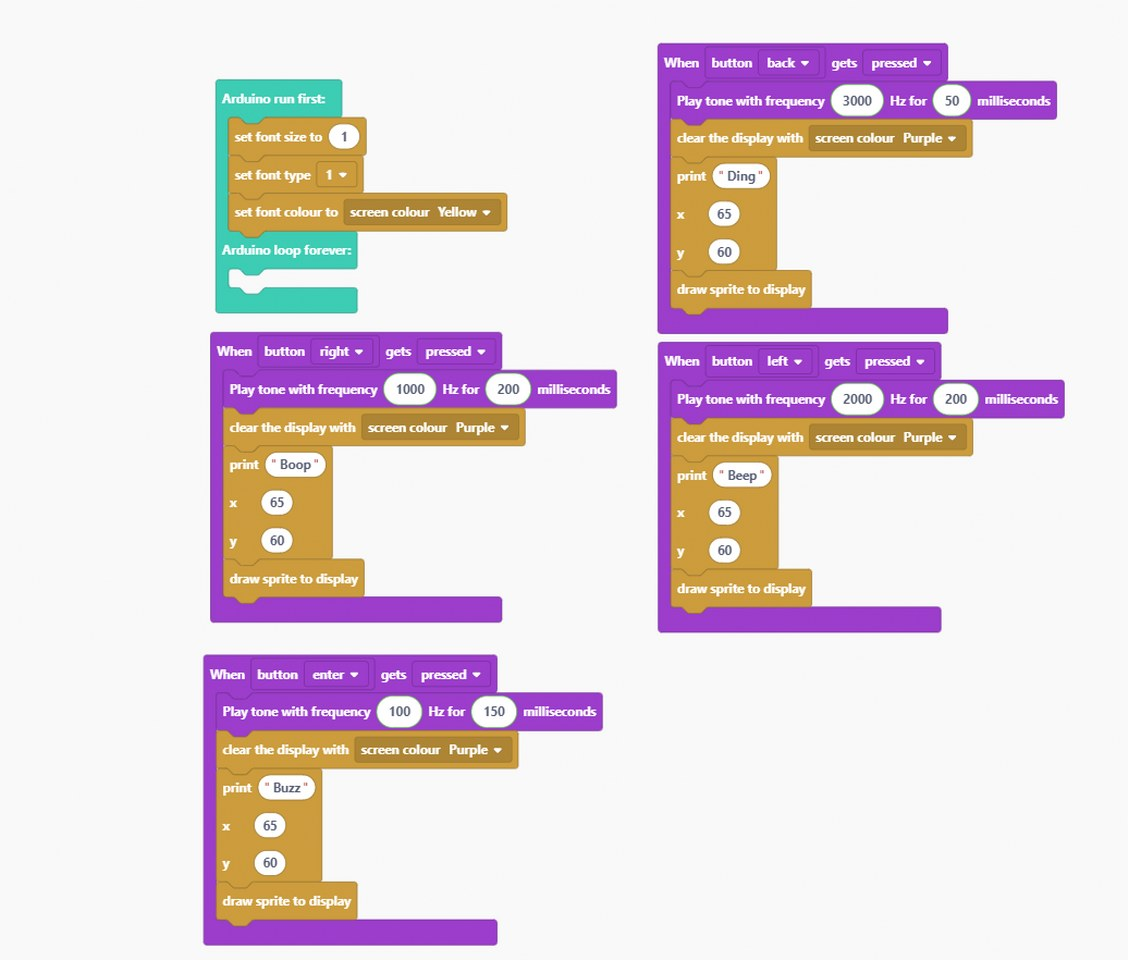 Arduino run first:
set font size to 1
set font type 1
set font colour to screen colour Yellow
Arduino loop forever:
When button back gets pressed
Play tone with frequency 3000 Hz for 50 milliseconds
clear the display with screen colour Purple
print " Ding "
x 65
y 60
draw sprite to display
When button right gets pressed
Play tone with frequency 1000 Hz for 200 milliseconds
clear the display with screen colour Purple
print " Boop "
x 65
y 60
draw sprite to display
When button left gets pressed
Play tone with frequency 2000 Hz for 200 milliseconds
clear the display with screen colour Purple
print " Beep "
x 65
y 60
draw sprite to display
When button enter gets pressed
Play tone with frequency 100 Hz for 150 milliseconds
clear the display with screen colour Purple
print " Buzz "
x 65
y 60
draw sprite to display